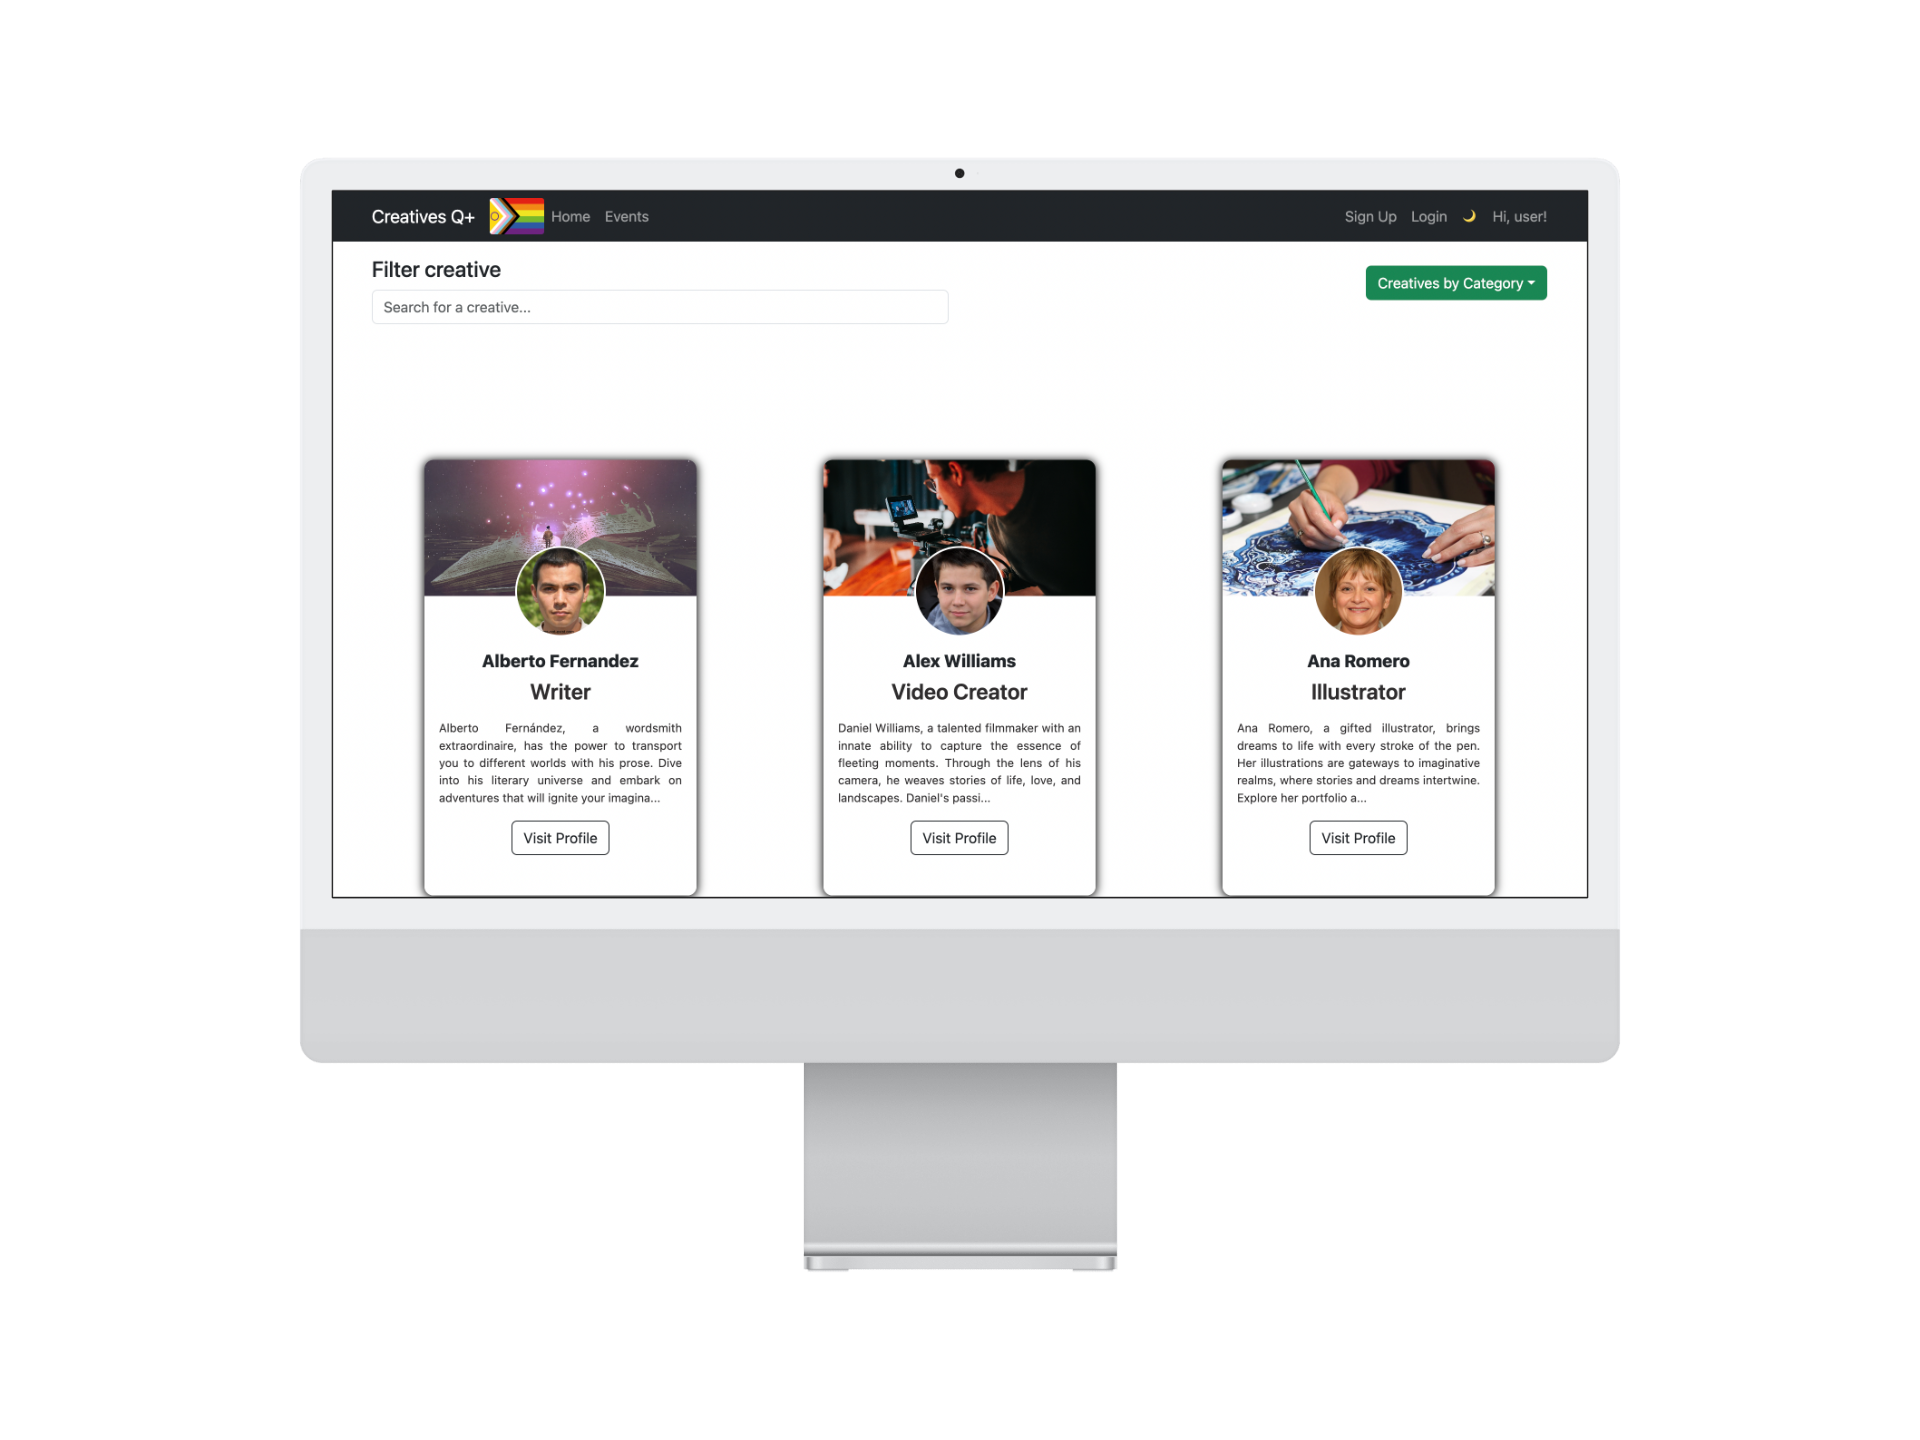 Creatives Q+ Home Events Sign Up Login Hi, user!
Filter creative
Creatives by Category
Search for a creative...
Alberto Fernandez
Writer
Alberto Fernández, a wordsmith
extraordinaire, has the power to transport
you to different worlds with his prose. Dive
into his literary universe and embark on
adventures that will ignite your imagina...
Visit Profile
Alex Williams
Video Creator
Daniel Williams, a talented filmmaker with an
innate ability to capture the essence of
fleeting moments. Through the lens of his
camera, he weaves stories of life, love, and
landscapes. Daniel's passi...
Visit Profile
Ana Romero
Illustrator
Ana Romero, a gifted illustrator, brings
dreams to life with every stroke of the pen.
Her illustrations are gateways to imaginative
realms, where stories and dreams intertwine.
Explore her portfolio a...
Visit Profile